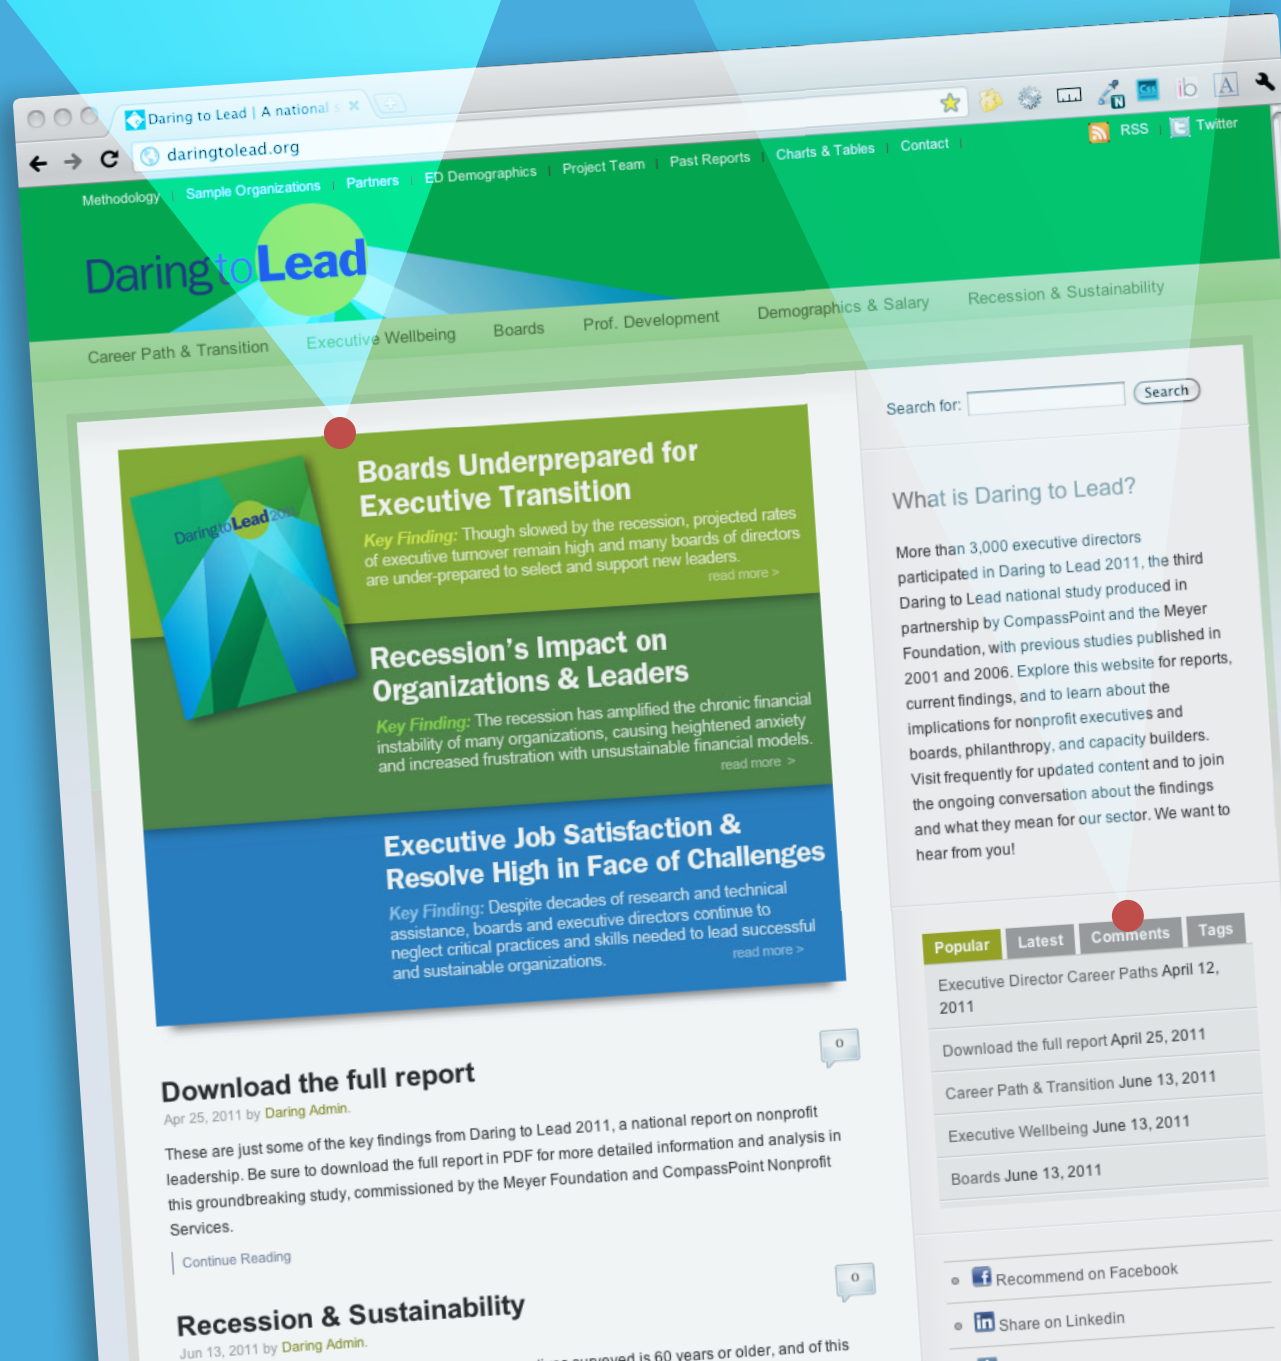 Daring to Lead | A national s
daringtolead.org
Css
N
ib
A
RSS | Twitter
Methodology | Sample Organizations | Partners | ED Demographics | Project Team | Past Reports | Charts & Tables | Contact |
DaringtoLead
Career Path & Transition Executive Wellbeing Boards Prof. Development Demographics & Salary Recession & Sustainability
DaringtoLead2011
Boards Underprepared for
Executive Transition
Key Finding: Though slowed by the recession, projected rates
of executive turnover remain high and many boards of directors
are under-prepared to select and support new leaders.
read more >
Recession's Impact on
Organizations & Leaders
Key Finding: The recession has amplified the chronic financial
instability of many organizations, causing heightened anxiety
and increased frustration with unsustainable financial models.
read more >
Executive Job Satisfaction &
Resolve High in Face of Challenges
Key Finding: Despite decades of research and technical
assistance, boards and executive directors continue to
neglect critical practices and skills needed to lead successful
and sustainable organizations.
read more >
Download the full report
0
Apr 25, 2011 by Daring Admin.
These are just some of the key findings from Daring to Lead 2011, a national report on nonprofit
leadership. Be sure to download the full report in PDF for more detailed information and analysis in
this groundbreaking study, commissioned by the Meyer Foundation and CompassPoint Nonprofit
Services.
Continue Reading
Recession & Sustainability
0
Jun 13, 2011 by Daring Admin.
surveyed is 60 years or older, and of this
Search for: Search
What is Daring to Lead?
More than 3,000 executive directors
participated in Daring to Lead 2011, the third
Daring to Lead national study produced in
partnership by CompassPoint and the Meyer
Foundation, with previous studies published in
2001 and 2006. Explore this website for reports,
current findings, and to learn about the
implications for nonprofit executives and
boards, philanthropy, and capacity builders.
Visit frequently for updated content and to join
the ongoing conversation about the findings
and what they mean for our sector. We want to
hear from you!
Popular Latest Comments Tags
Executive Director Career Paths April 12,
2011
Download the full report April 25, 2011
Career Path & Transition June 13, 2011
Executive Wellbeing June 13, 2011
Boards June 13, 2011
Recommend on Facebook
Share on Linkedin